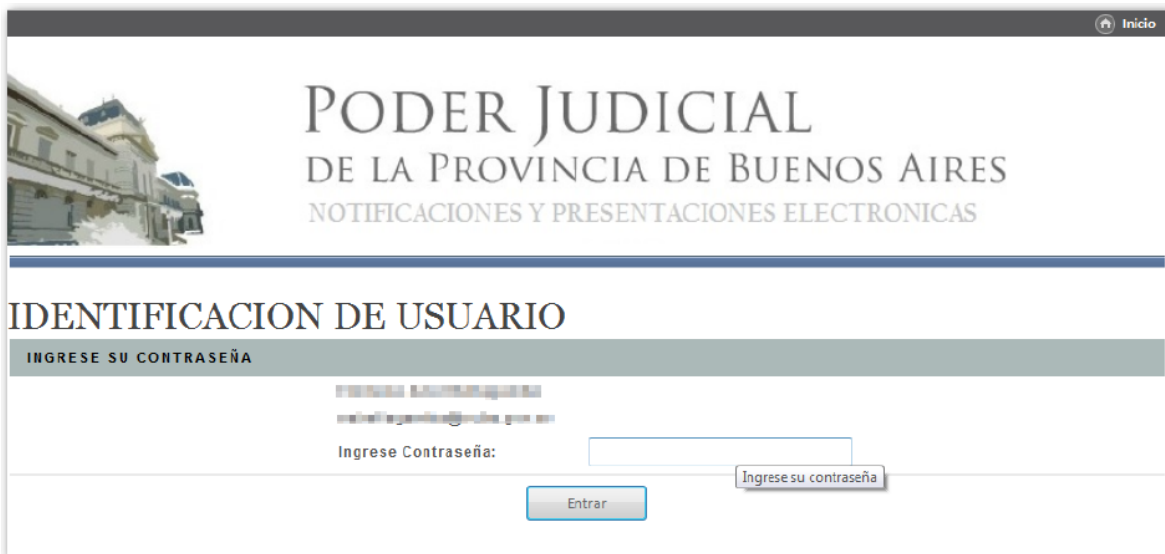 Inicio
PODER JUDICIAL
DE LA PROVINCIA DE BUENOS AIRES
NOTIFICACIONES Y PRESENTACIONES ELECTRONICAS
IDENTIFICACION DE USUARIO
INGRESE SU CONTRASEÑA
Ingrese Contraseña:
Ingrese su contraseña
Entrar